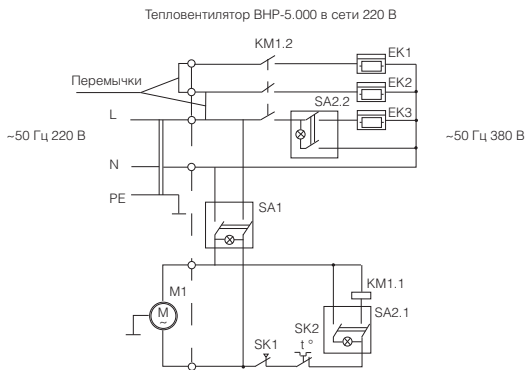 Тепловентилятор ВНР-5.000 в сети 220 В
KM1.2
EK1
Перемычки
EK2
SA2.2
L
EK3
~50 Гц 220 В
~50 Гц 380 В
N
PE
SA1
M1
KM1.1
M
~
SK1
SK2
t °
SA2.1